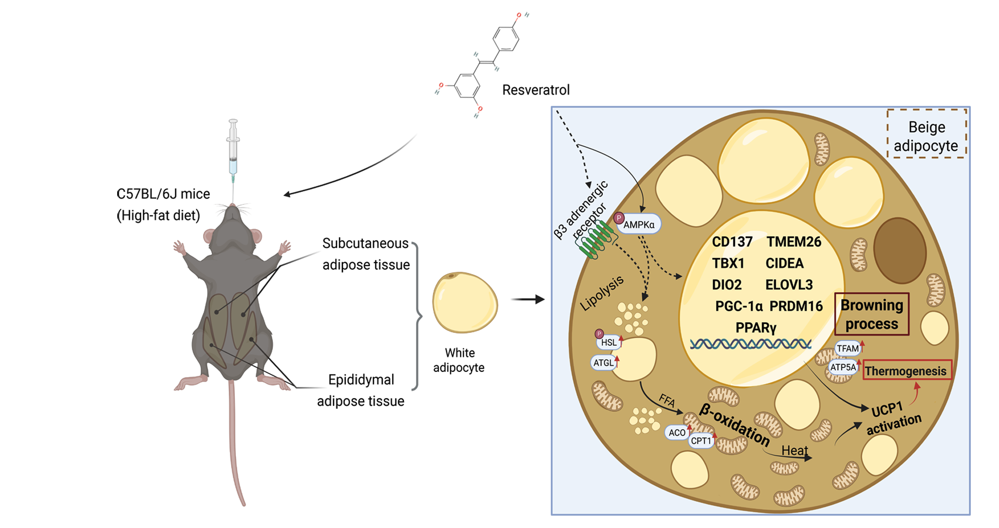 O H
H
H
O
H
O
H
Resveratrol
C57BL/6J mice
(High-fat diet)
Subcutaneous
adipose tissue
Epididymal
adipose tissue
White
adipocyte
Beige
adipocyte
β3 adrenergic
receptor
P
AMPKα
Lipolysis
P
HSL
ATGL
FFA
ACO
CPT1
β-oxidation
Heat
CD137 TMEM26
TBX1 CIDEA
DIO2 ELOVL3
PGC-1α PRDM16
PPARγ
Browning
process
TFAM
ATP5A
Thermogenesis
UCP1
activation